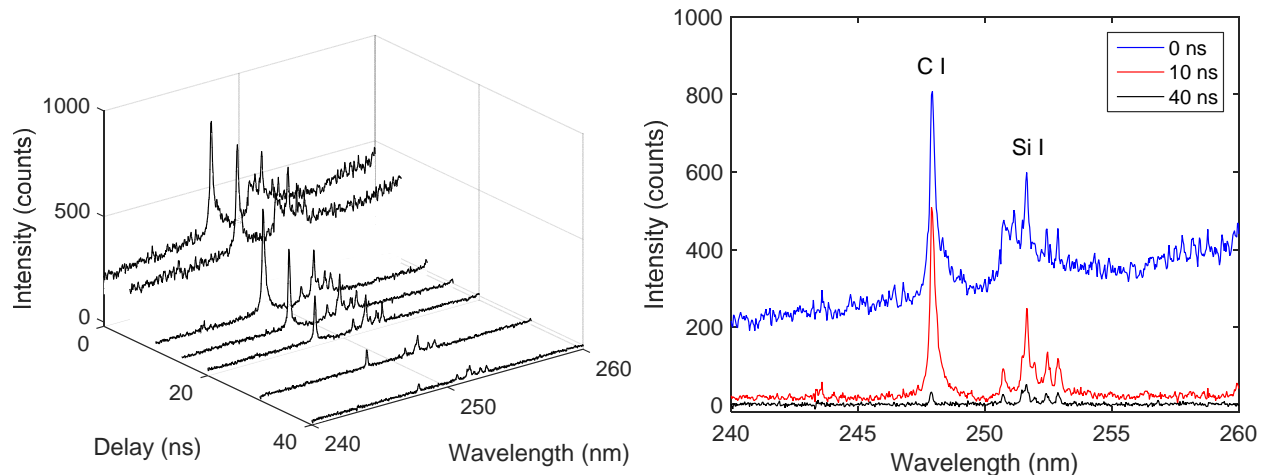 1000
500
0
Intensity (counts)
0
20
40
Delay (ns)
240
250
260
Wavelength (nm)
1000
800
600
400
200
0
Intensity (counts)
C I
Si I
0 ns
10 ns
40 ns
240
245
250
255
260
Wavelength (nm)